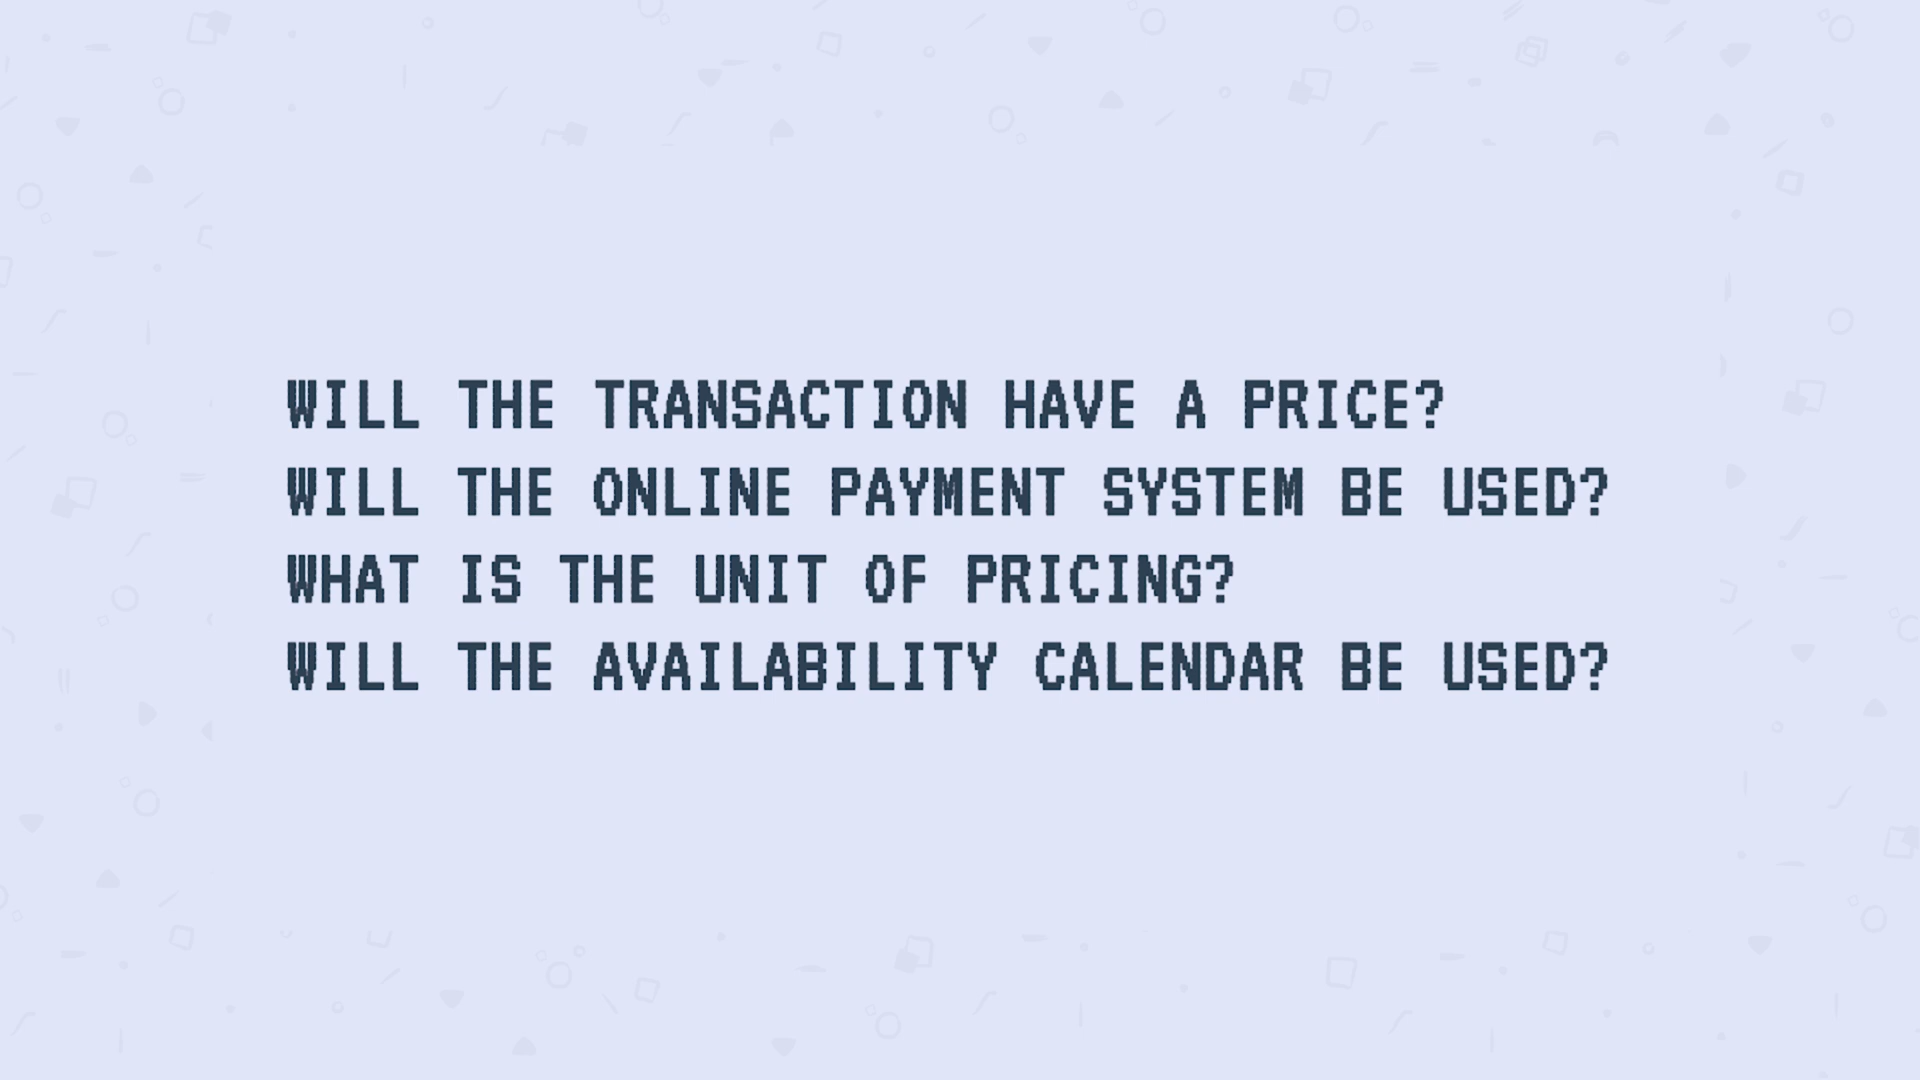 WILL THE TRANSACTION HAVE A PRICE?
WILL THE ONLINE PAYMENT SYSTEM BE USED?
WHAT IS THE UNIT OF PRICING?
WILL THE AVAILABILITY CALENDAR BE USED?